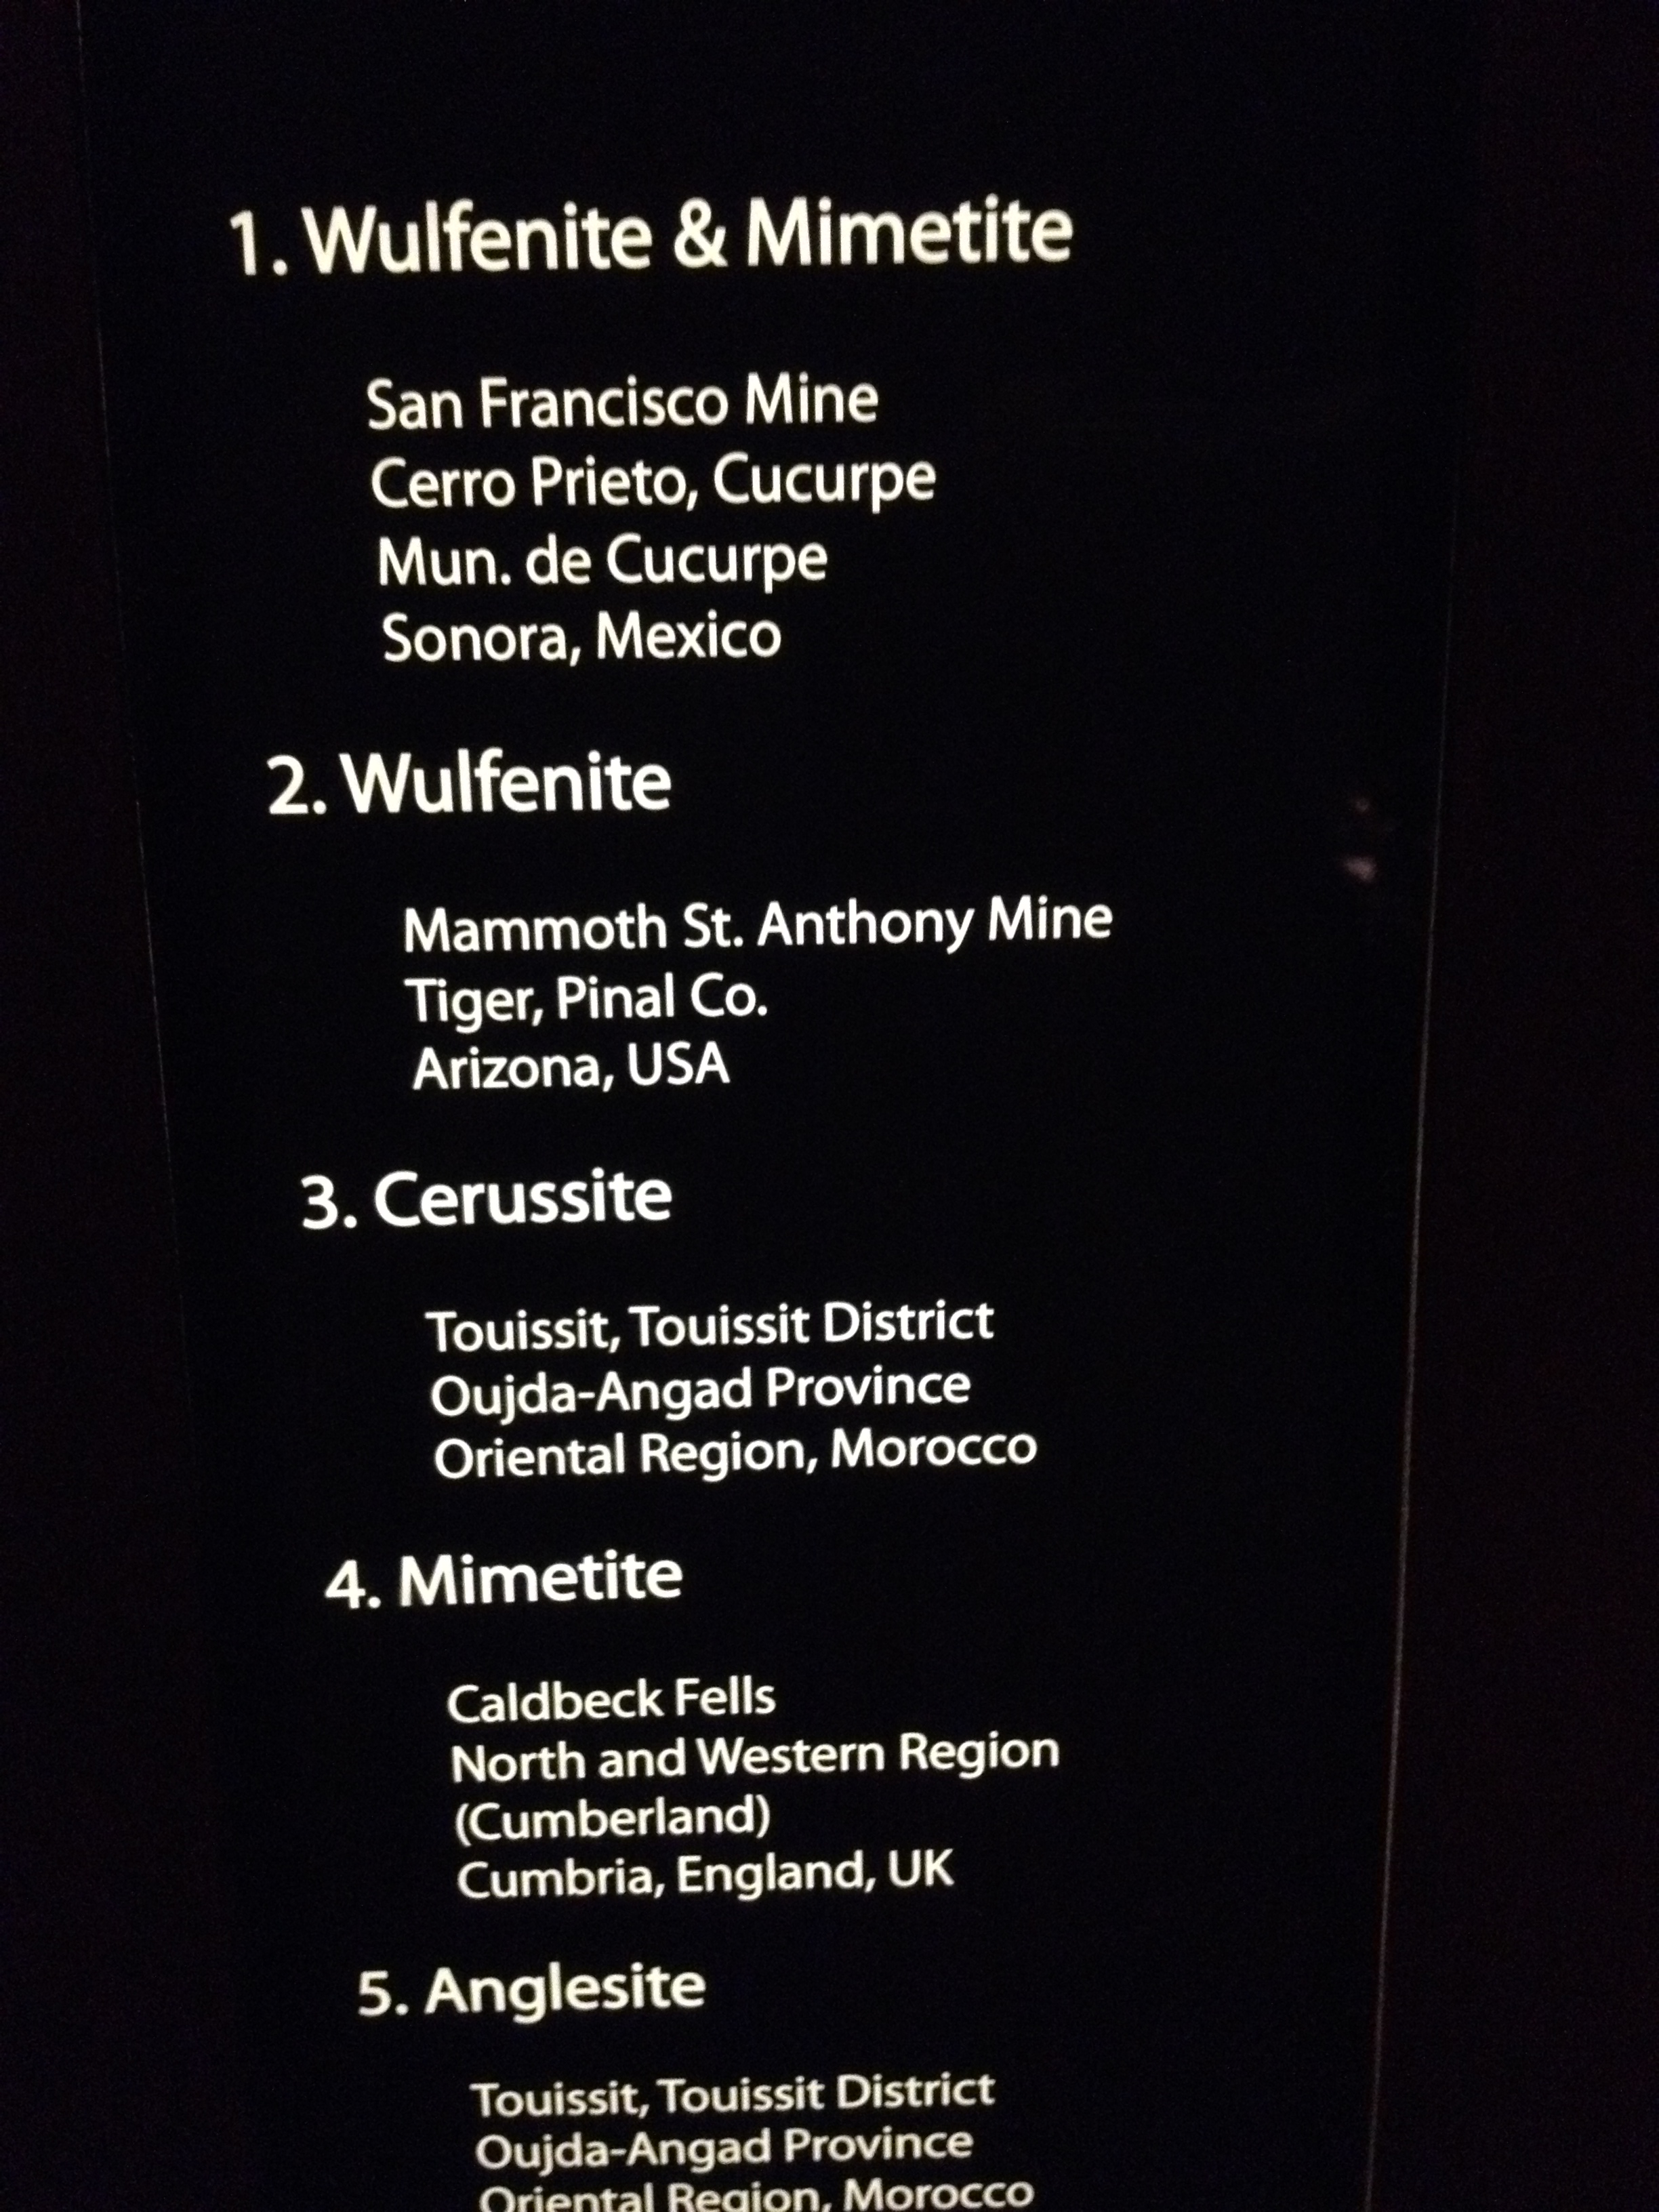 1. Wulfenite & Mimetite
San Francisco Mine
Cerro Prieto, Cucurpe
Mun. de Cucurpe
Sonora, Mexico
2. Wulfenite
Mammoth St. Anthony Mine
Tiger, Pinal Co.
Arizona, USA
3. Cerussite
Touissit, Touissit District
Oujda-Angad Province
Oriental Region, Morocco
4. Mimetite
Caldbeck Fells
North and Western Region
(Cumberland)
Cumbria, England, UK
5. Anglesite
Touissit, Touissit District
Oujda-Angad Province
Oriental Region, Morocco